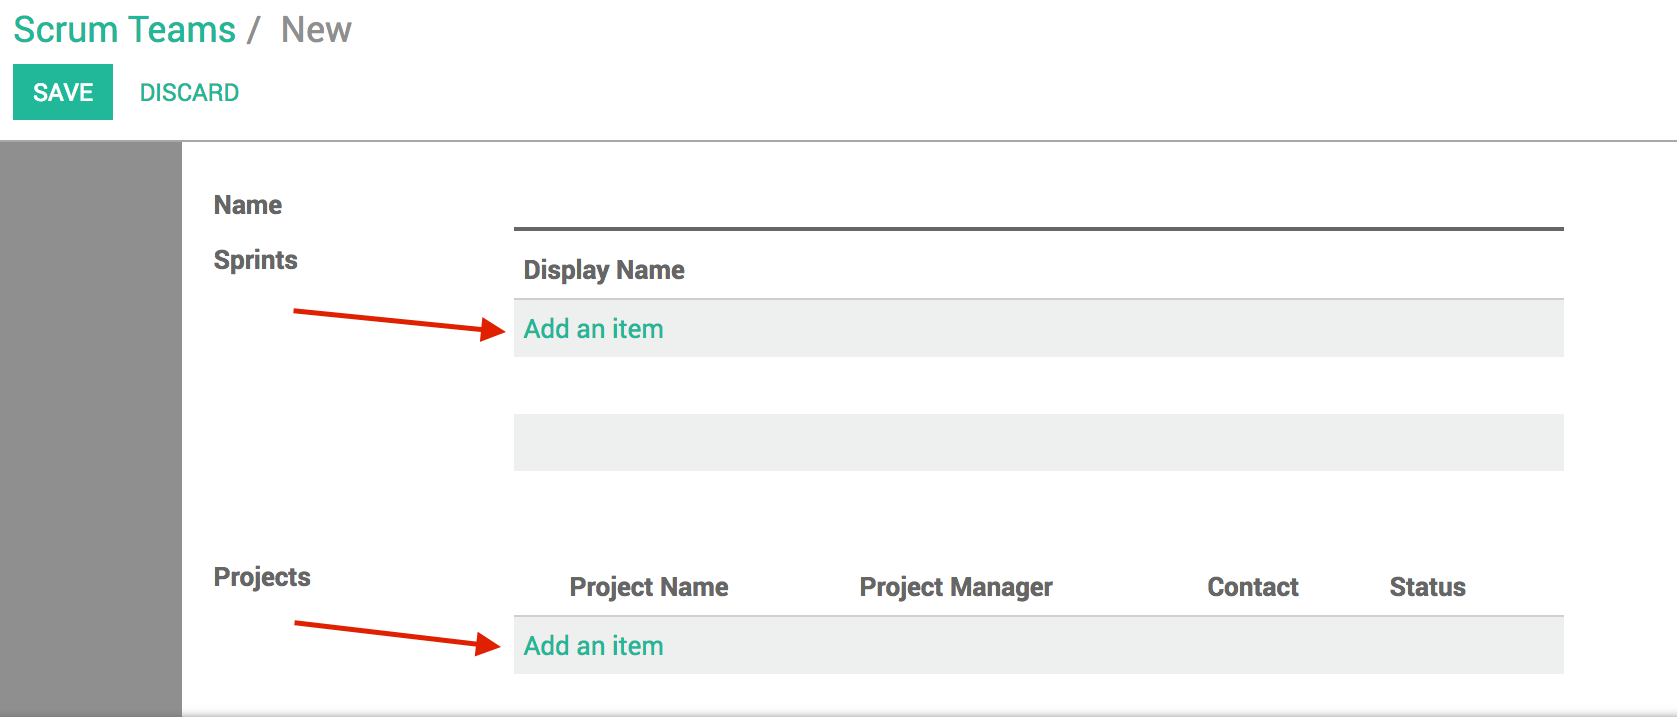 Scrum Teams / New
SAVE DISCARD
Name
Sprints
Display Name
Add an item
Projects
Project Name Project Manager Contact Status
Add an item